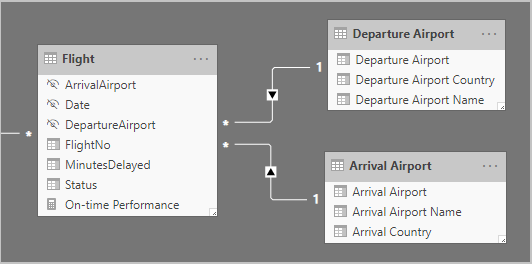 Flight
ArrivalAirport
Date
DepartureAirport
FlightNo
MinutesDelayed
Status
On-time Performance
*
*
*
1
1
Departure Airport
Departure Airport
Departure Airport Country
Departure Airport Name
Arrival Airport
Arrival Airport
Arrival Airport Name
Arrival Country